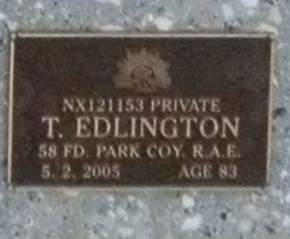 NX121153 PRIVATE
T. EDLINGTON
58 FD. PARK COY. R.A.E.
5. 2. 2005 AGE 83